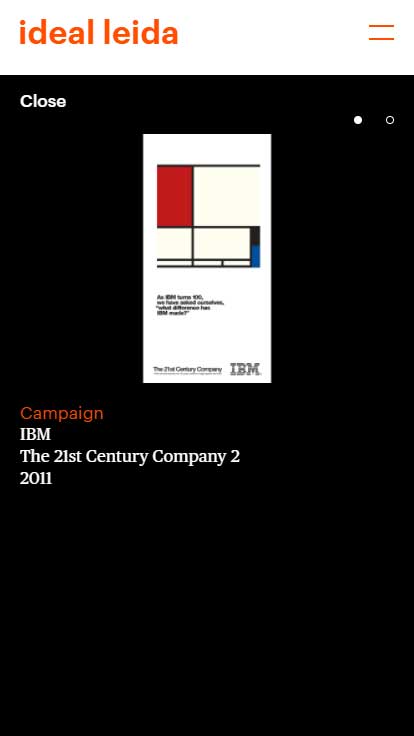 ideal leida
Close
As IBM turns 100,
we have asked ourselves,
"what difference has
IBM made?"
The 21st Century Company
IBM
Campaign
IBM
The 21st Century Company 2
2011